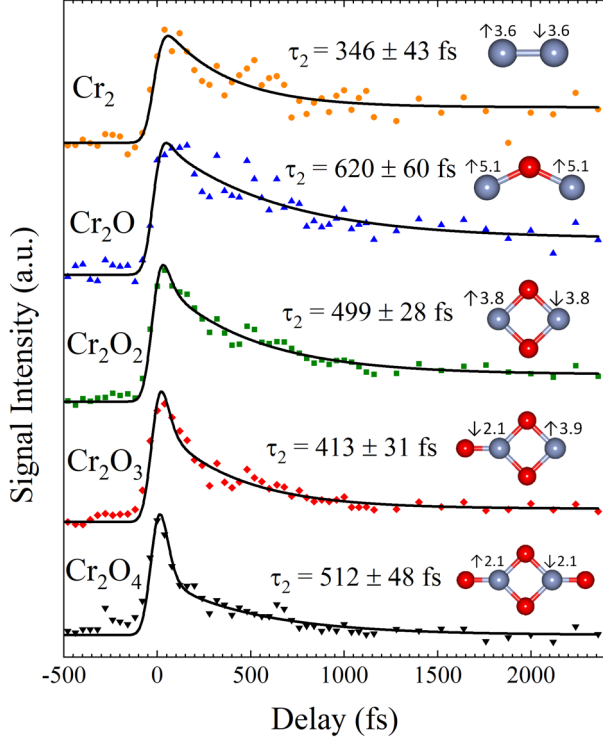 ↑3.6 ↓3.6
τ₂ = 346 ± 43 fs
Cr₂
τ₂ = 620 ± 60 fs
↑5.1 ↑5.1
Cr₂O
↑3.8 ↓3.8
τ₂ = 499 ± 28 fs
Cr₂O₂
↓2.1 ↑3.9
τ₂ = 413 ± 31 fs
Cr₂O₃
↑2.1 ↓2.1
τ₂ = 512 ± 48 fs
Cr₂O₄
Signal Intensity (a.u.)
-500 0 500 1000 1500 2000
Delay (fs)